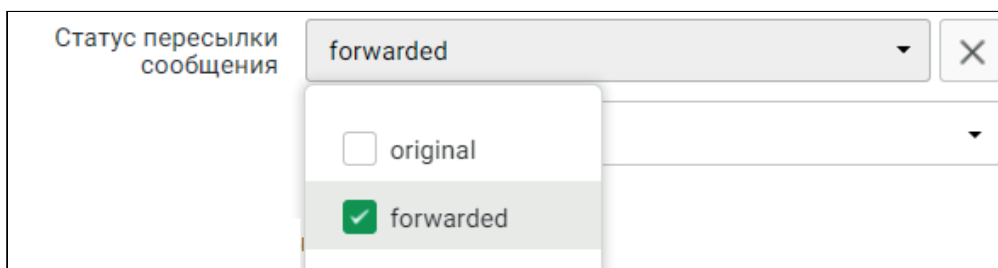 Статус пересылки
сообщения
forwarded
original
forwarded